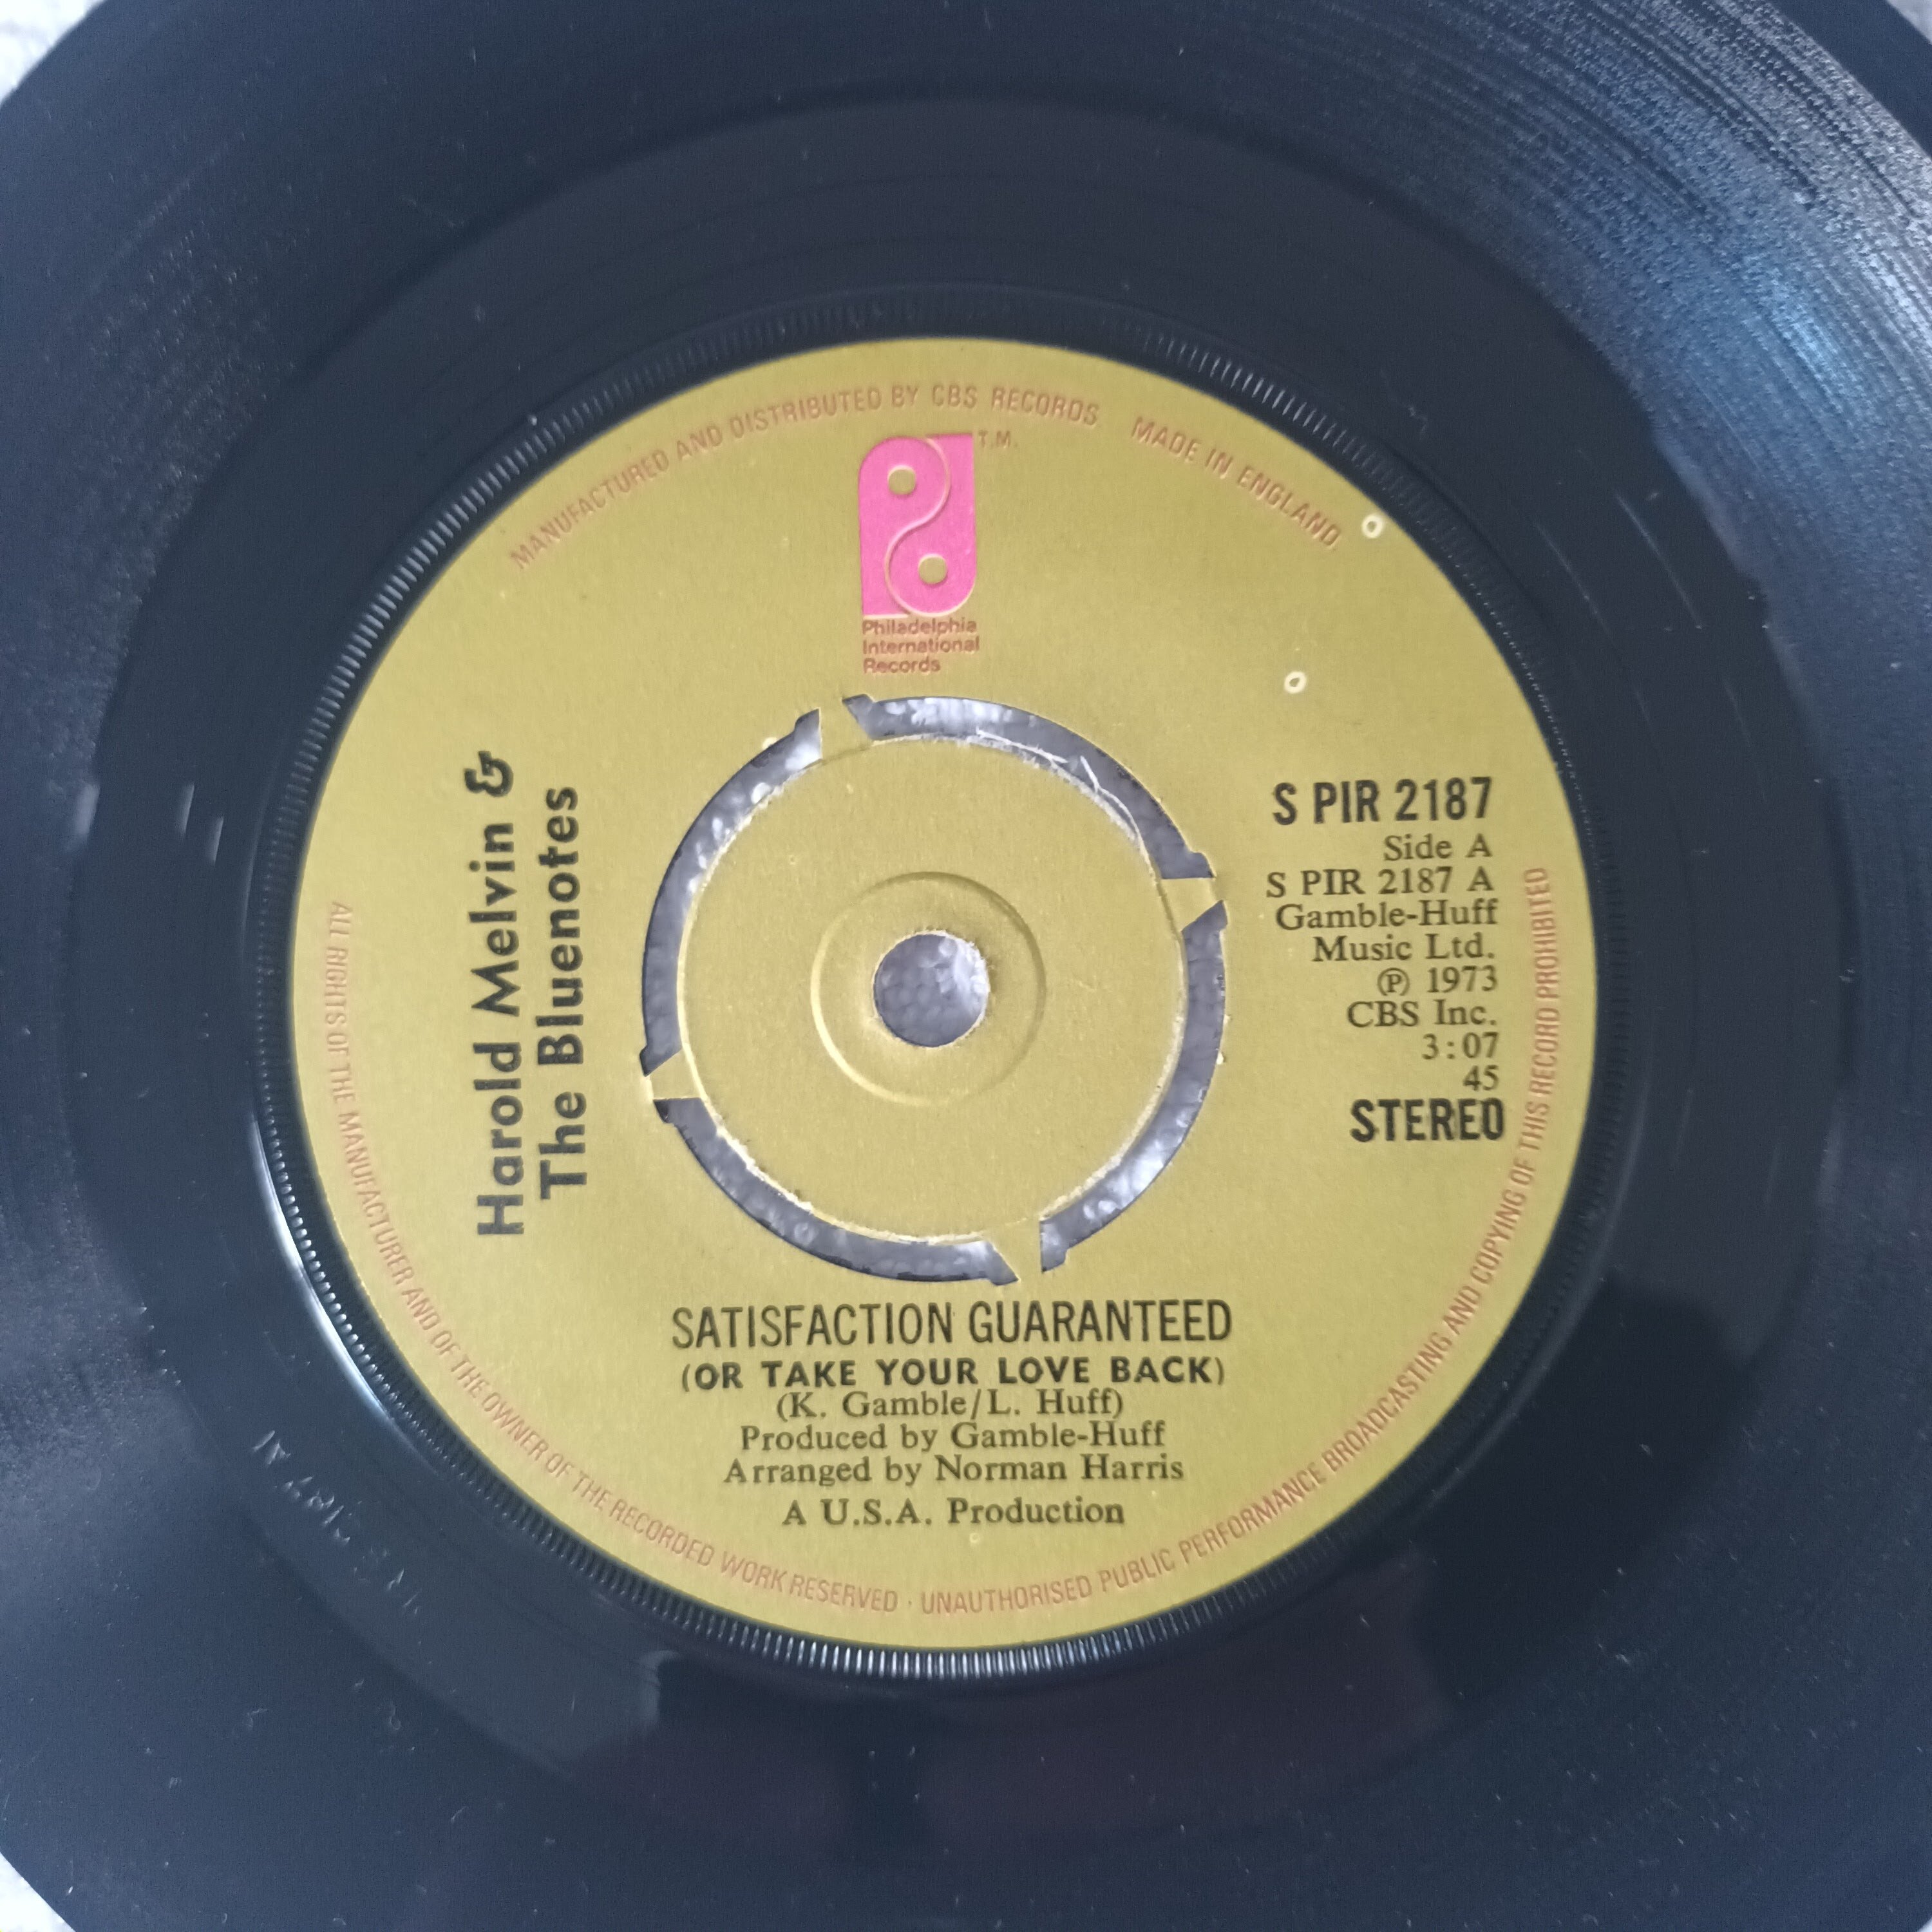 MANUFACTURED AND DISTRIBUTED BY CBS RECORDS MADE IN ENGLAND.
T.M.
Philadelphia
International
Records
Harold Melvin &
The Bluenotes
S PIR 2187
Side A
S PIR 2187 A
Gamble-Huff
Music Ltd.
℗ 1973
CBS Inc.
3:07
45
STEREO
SATISFACTION GUARANTEED
(OR TAKE YOUR LOVE BACK)
(K. Gamble/L. Huff)
Produced by Gamble-Huff
Arranged by Norman Harris
A U.S.A. Production
ALL RIGHTS OF THE MANUFACTURER AND OF THE OWNER OF THE RECORDED WORK RESERVED · UNAUTHORISED PUBLIC PERFORMANCE BROADCASTING AND COPYING OF THIS RECORD PROHIBITED